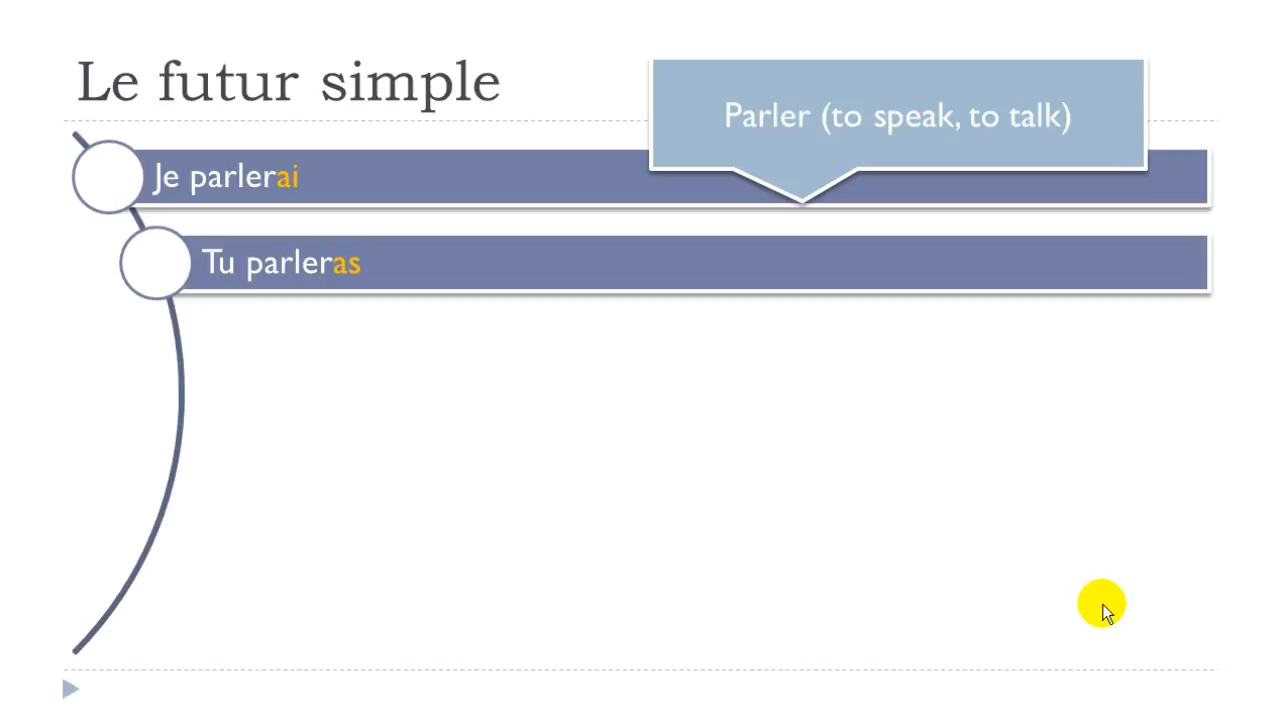 Le futur simple
Parler (to speak, to talk)
Je parlerai
Tu parleras